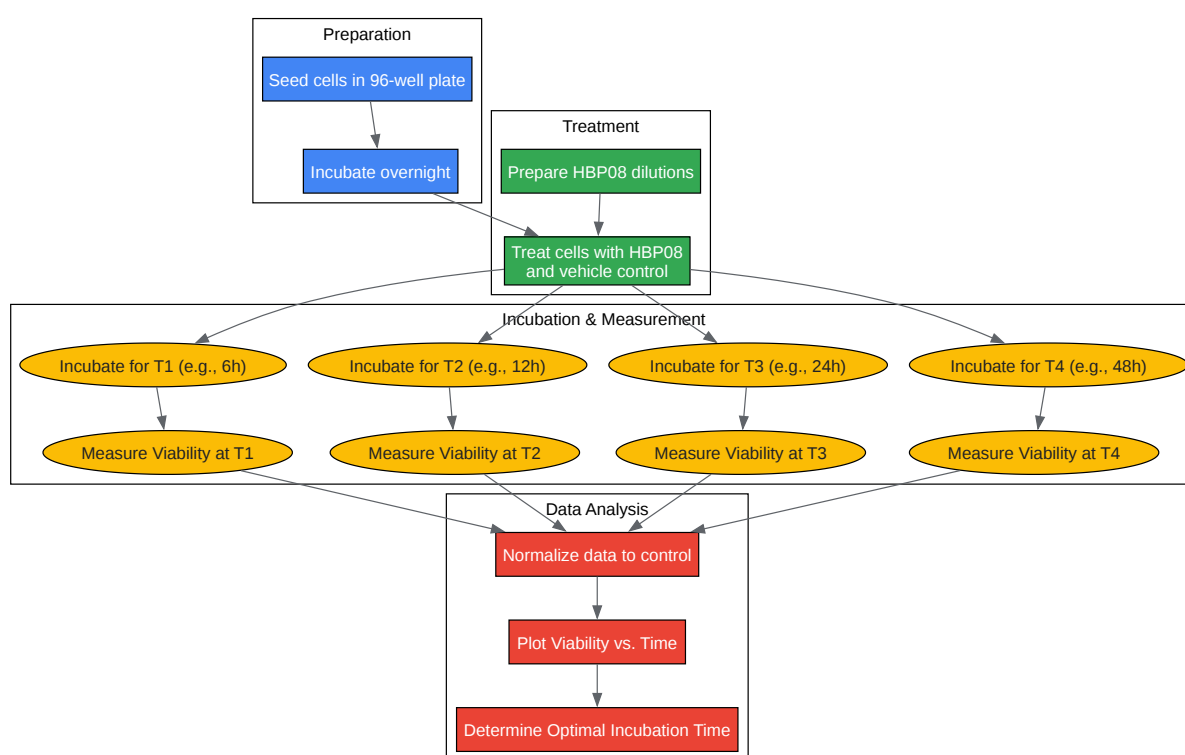 Preparation
Seed cells in 96-well plate
Incubate overnight
Treatment
Prepare HBP08 dilutions
Treat cells with HBP08
and vehicle control
Incubation & Measurement
Incubate for T1 (e.g., 6h)
Incubate for T2 (e.g., 12h)
Incubate for T3 (e.g., 24h)
Incubate for T4 (e.g., 48h)
Measure Viability at T1
Measure Viability at T2
Measure Viability at T3
Measure Viability at T4
Data Analysis
Normalize data to control
Plot Viability vs. Time
Determine Optimal Incubation Time